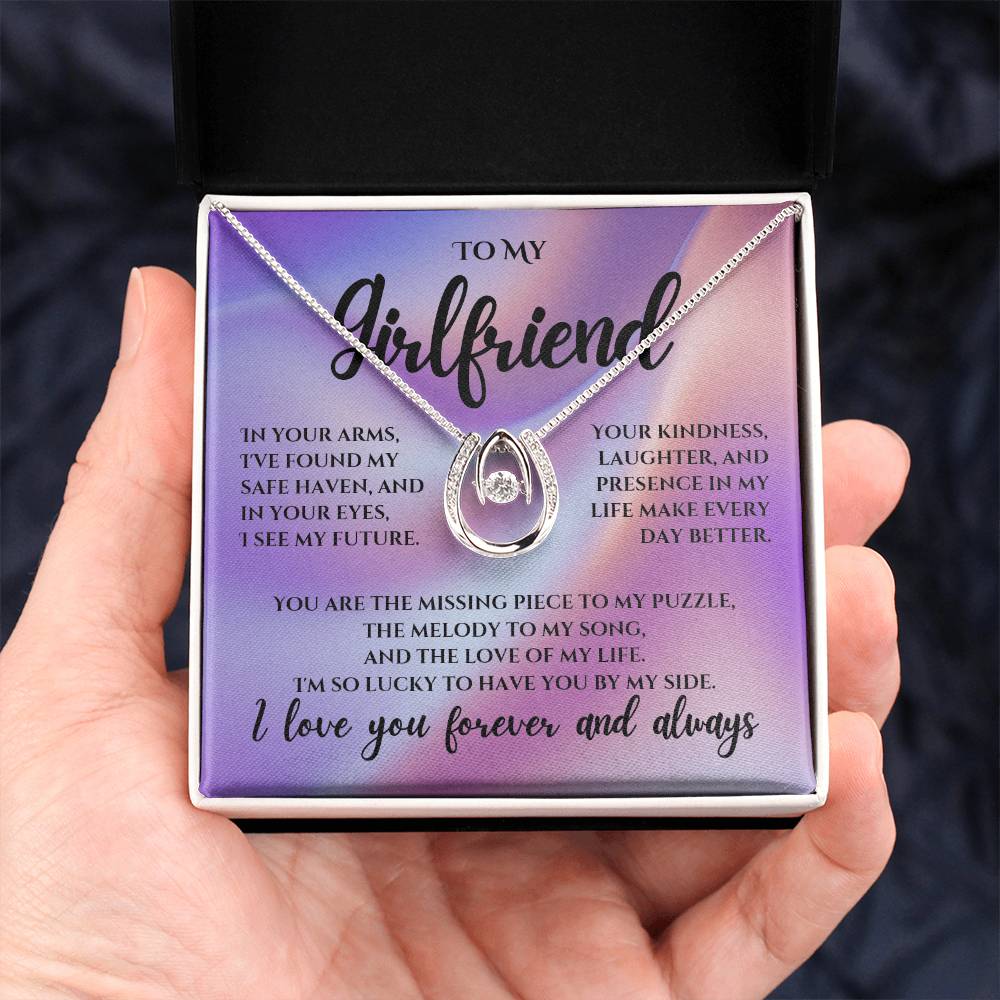 To My
Girlfriend
In your arms,
I've found my
safe haven, and
in your eyes,
I see my future.
Your kindness,
laughter, and
presence in my
life make every
day better.
You are the missing piece to my puzzle,
the melody to my song,
and the love of my life.
I'm so lucky to have you by my side.
I love you forever and always